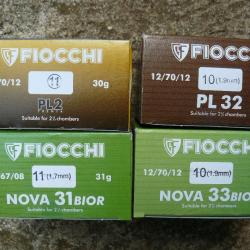 FIOCCHI
/70/12
11
30g
PL2
Suitable for 2¾ chambers
FIOCCHI
12/70/12
10 (1.9mm)
PL 32
Suitable for 2¾ chambers
FIOCCHI
67/08
11 (1.7mm)
31g
NOVA 31BIOR
Suitable for 2½ chambers
FIOCCHI
12/70/12
10 (1.9mm)
NOVA 33BIOR
Suitable for 2¾ chambers